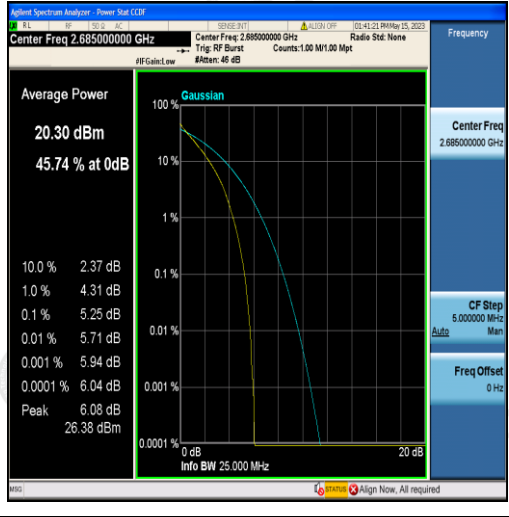 Agilent Spectrum Analyzer - Power Stat CCDF
RL RF 50 Ω AC SENSE:INT ALIGN OFF 01:41:21 PM May 15, 2023
Center Freq 2.685000000 GHz
Center Freq: 2.685000000 GHz Radio Std: None
Trig: RF Burst Counts:1.00 M/1.00 Mpt
#IFGain:Low #Atten: 46 dB
Frequency
Average Power
20.30 dBm
45.74 % at 0dB
10.0 % 2.37 dB
1.0 % 4.31 dB
0.1 % 5.25 dB
0.01 % 5.71 dB
0.001 % 5.94 dB
0.0001 % 6.04 dB
Peak 6.08 dB
26.38 dBm
Gaussian
100 %
10 %
1 %
0.1 %
0.01 %
0.001 %
0.0001 %
0 dB 20 dB
Info BW 25.000 MHz
Center Freq
2.685000000 GHz
CF Step
5.000000 MHz
Auto Man
Freq Offset
0 Hz
MSG STATUS Align Now, All required